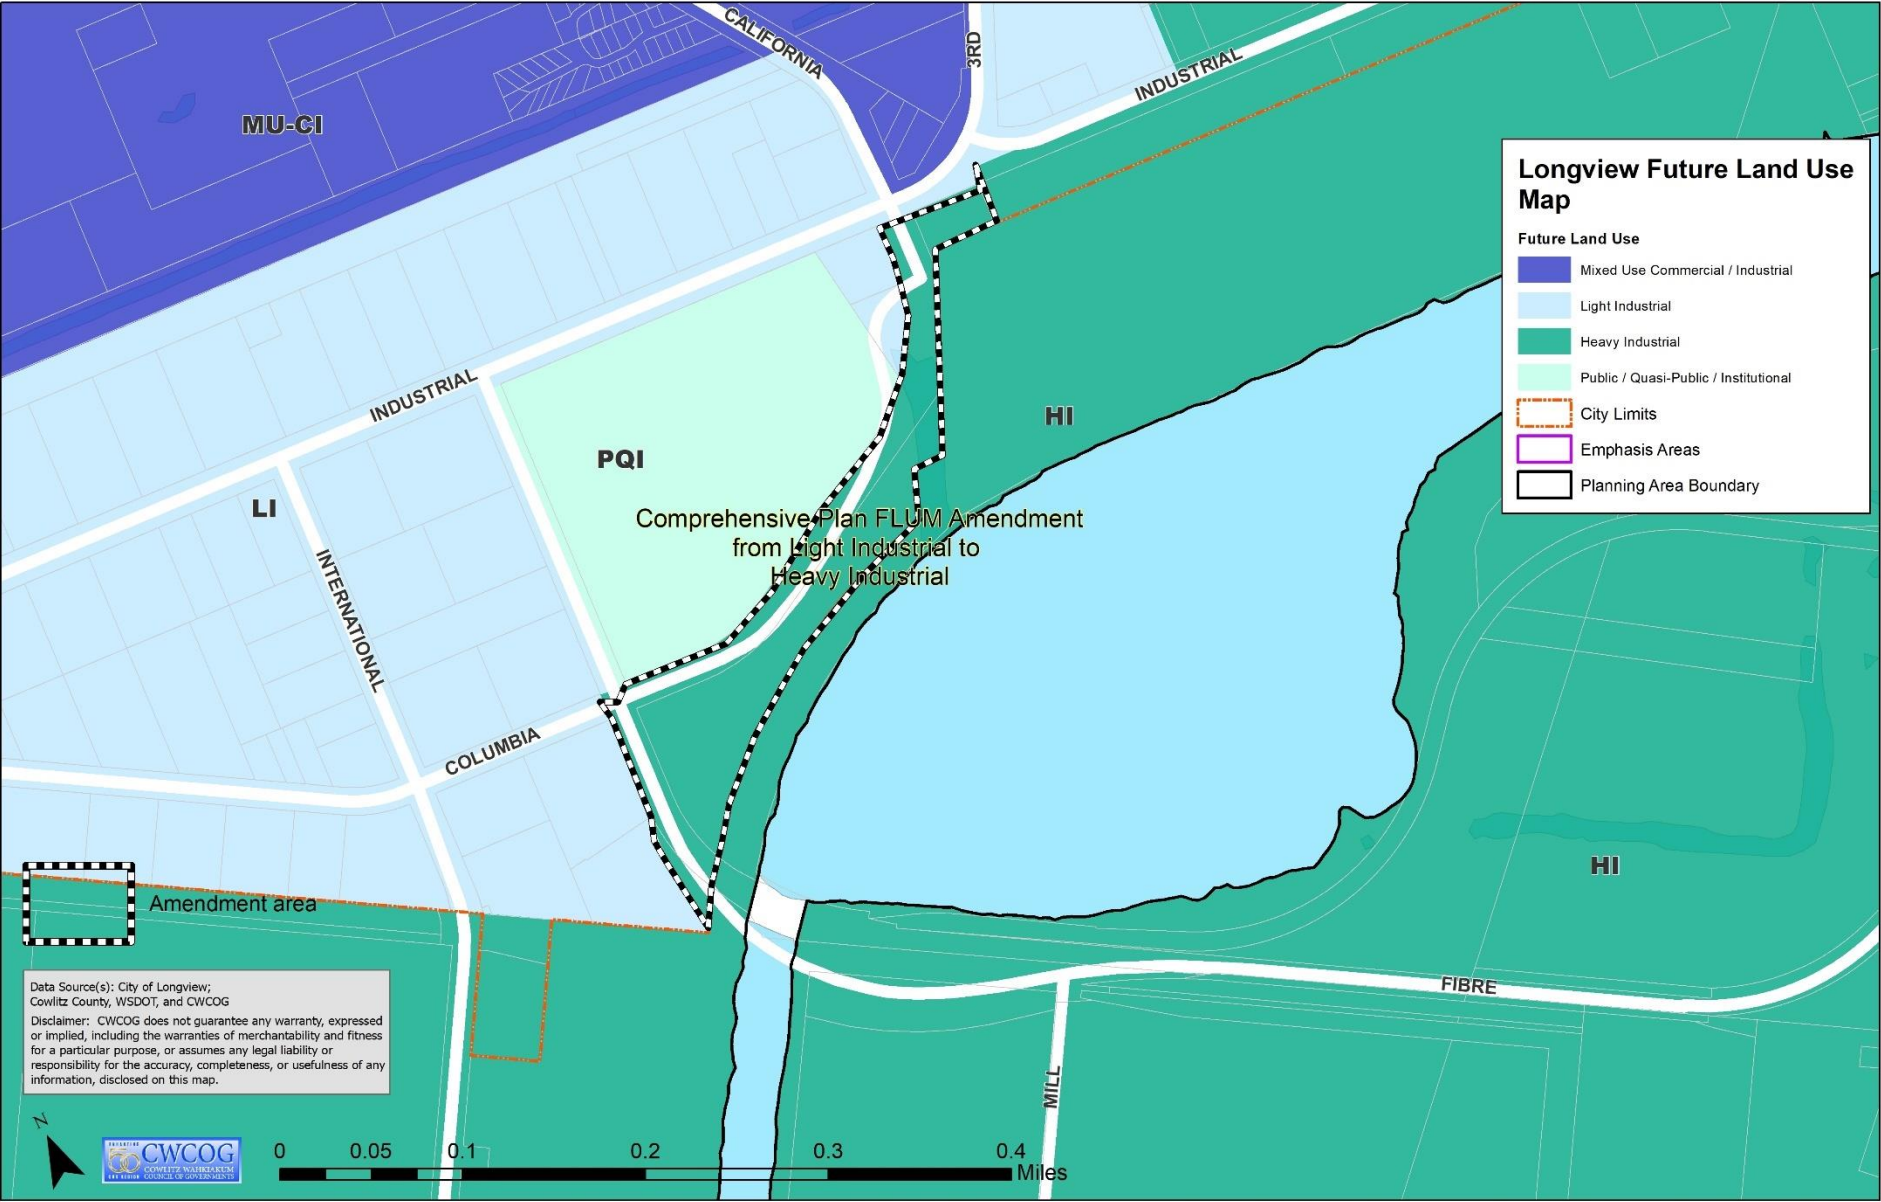 CALIFORNIA
3RD
INDUSTRIAL
MU-CI
Longview Future Land Use
Map
Future Land Use
Mixed Use Commercial / Industrial
Light Industrial
Heavy Industrial
Public / Quasi-Public / Institutional
City Limits
Emphasis Areas
Planning Area Boundary
INDUSTRIAL
HI
PQI
LI
Comprehensive Plan FLUM Amendment
from Light Industrial to
Heavy Industrial
INTERNATIONAL
COLUMBIA
HI
Amendment area
FIBRE
MILL
Data Source(s): City of Longview;
Cowlitz County, WSDOT, and CWCOG
Disclaimer: CWCOG does not guarantee any warranty, expressed
or implied, including the warranties of merchantability and fitness
for a particular purpose, or assumes any legal liability or
responsibility for the accuracy, completeness, or usefulness of any
information, disclosed on this map.
N
CWCOG
COWLITZ WAHKIAKUM
COUNCIL OF GOVERNMENTS
0 0.05 0.1 0.2 0.3 0.4
Miles